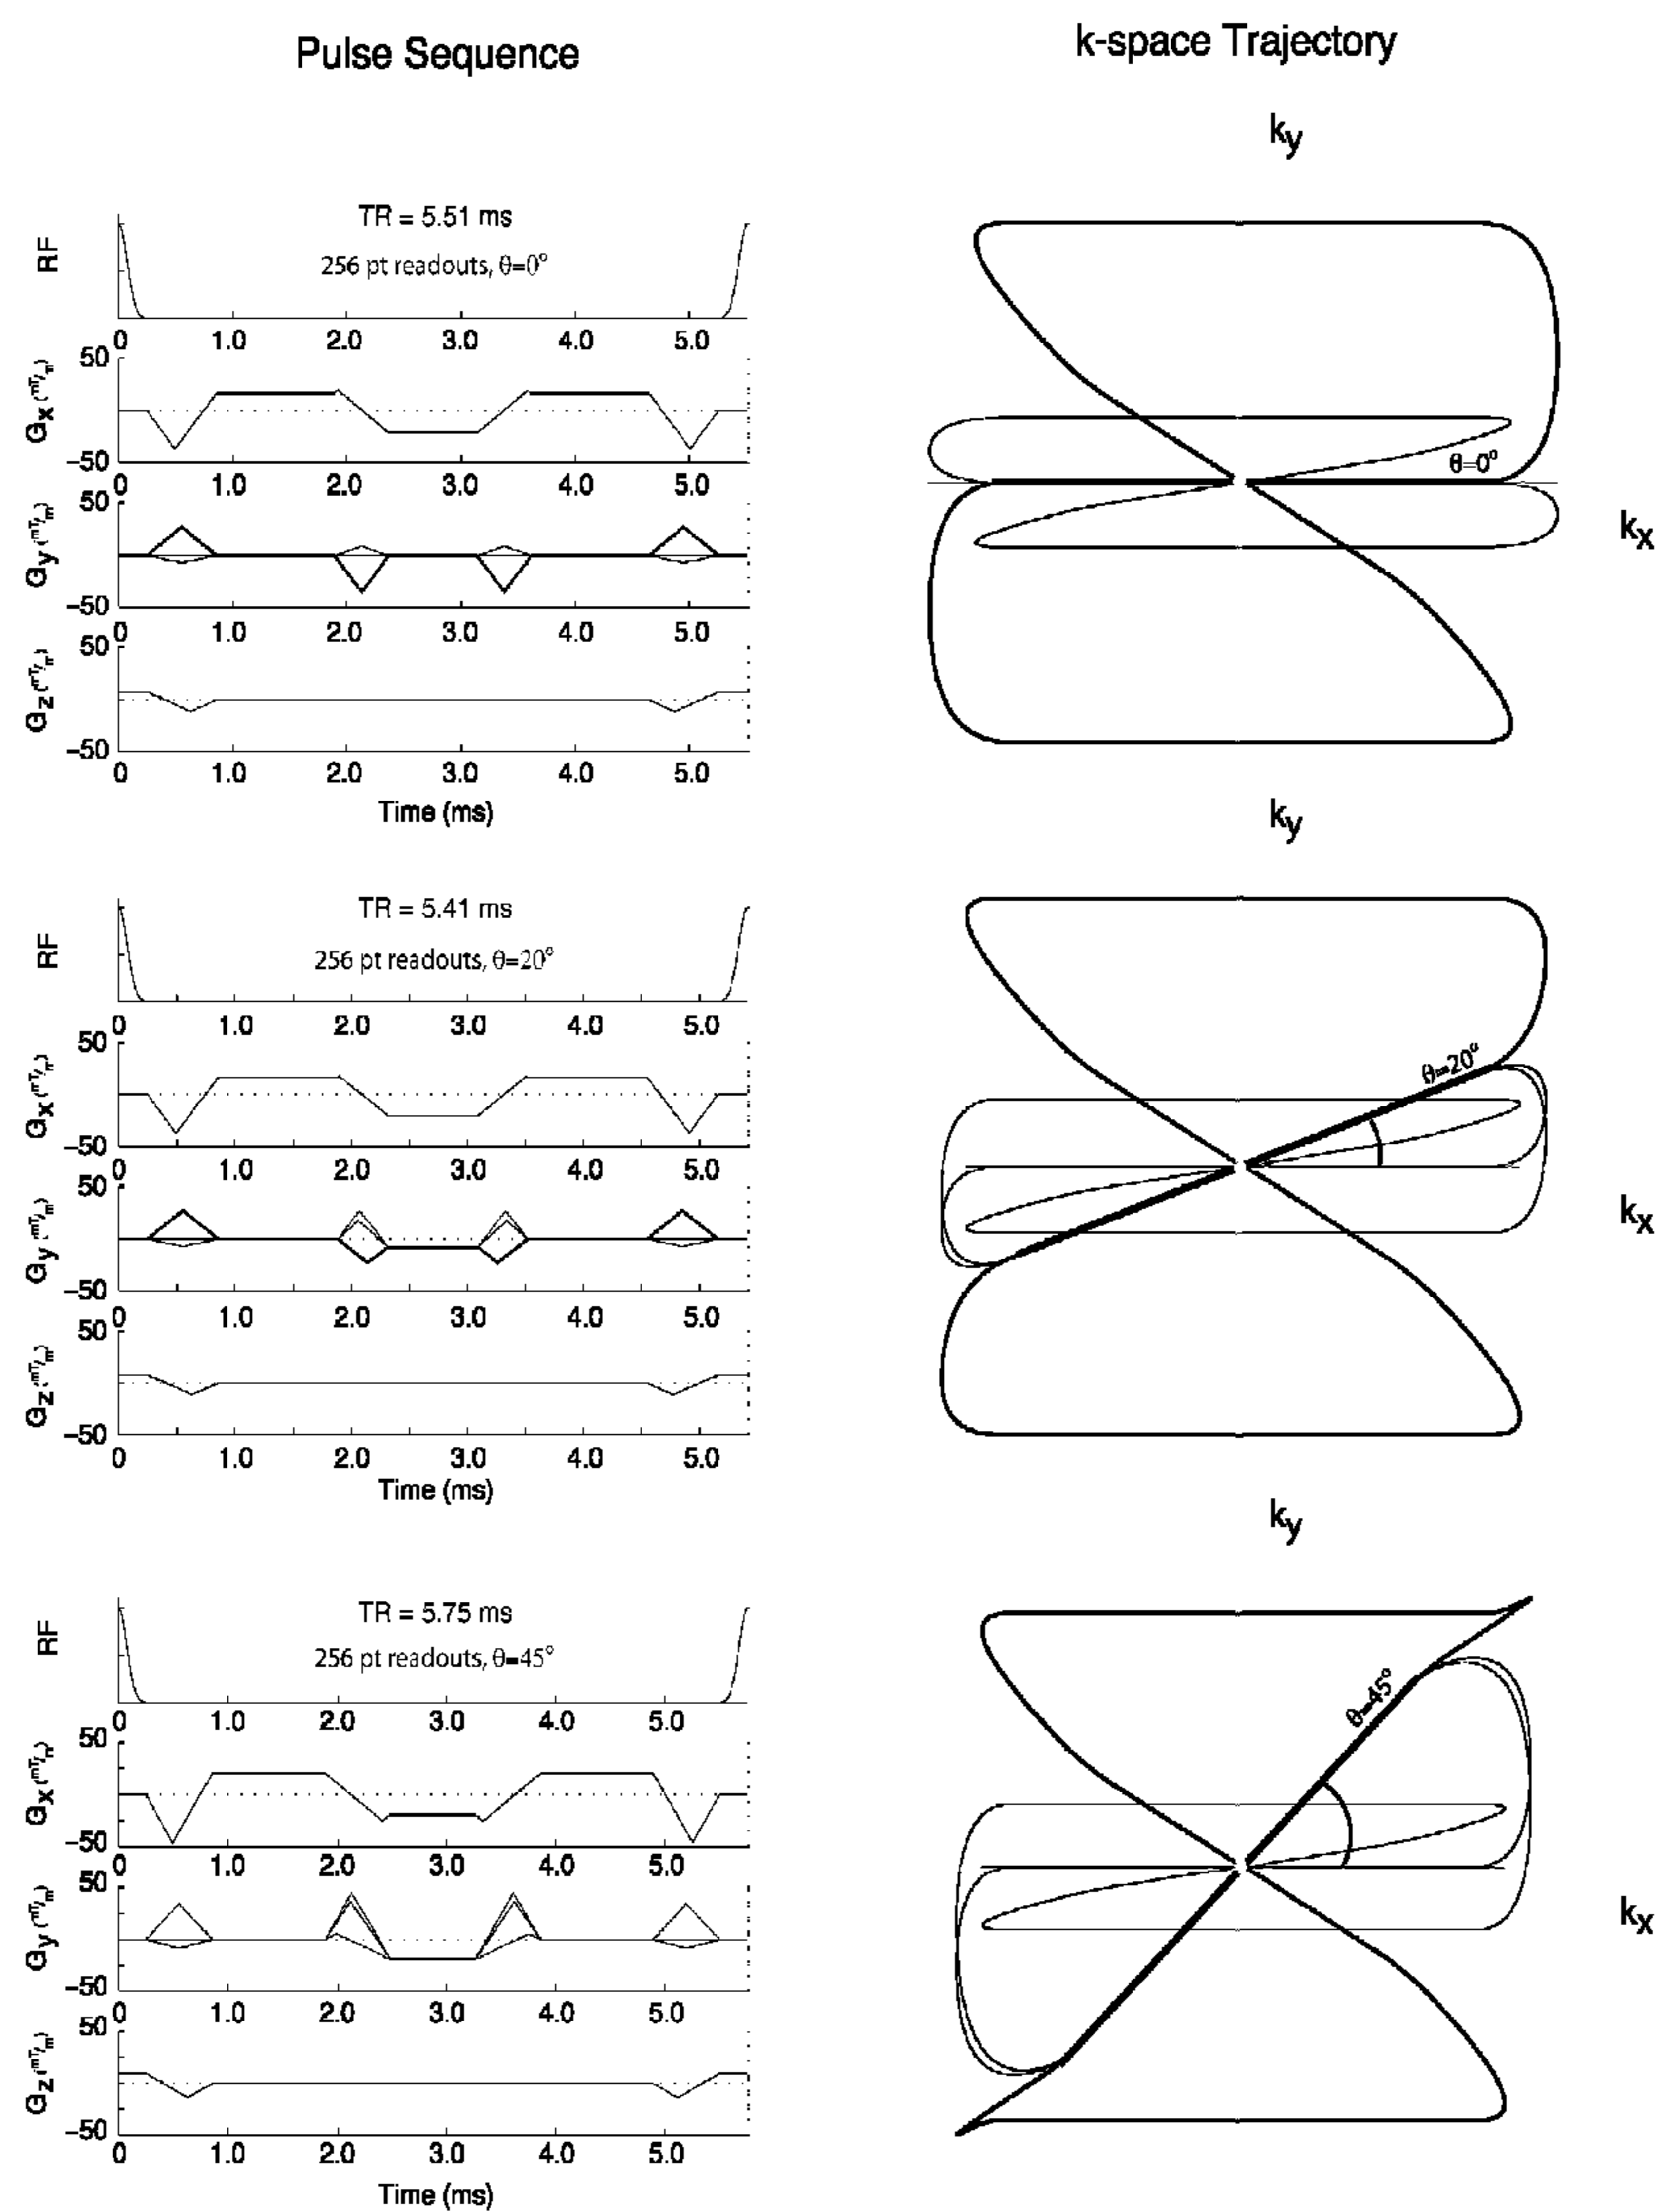 Pulse Sequence
k-space Trajectory
ky
TR = 5.51 ms
256 pt readouts, θ=0°
RF
0 1.0 2.0 3.0 4.0 5.0
50
Gx (mT/m)
-50
0 1.0 2.0 3.0 4.0 5.0
50
Gy (mT/m)
-50
0 1.0 2.0 3.0 4.0 5.0
50
Gz (mT/m)
-50
0 1.0 2.0 3.0 4.0 5.0
Time (ms)
θ=0°
kx
ky
TR = 5.41 ms
256 pt readouts, θ=20°
RF
0 1.0 2.0 3.0 4.0 5.0
50
Gx (mT/m)
-50
0 1.0 2.0 3.0 4.0 5.0
50
Gy (mT/m)
-50
0 1.0 2.0 3.0 4.0 5.0
50
Gz (mT/m)
-50
0 1.0 2.0 3.0 4.0 5.0
Time (ms)
θ=20°
kx
ky
TR = 5.75 ms
256 pt readouts, θ=45°
RF
0 1.0 2.0 3.0 4.0 5.0
50
Gx (mT/m)
-50
0 1.0 2.0 3.0 4.0 5.0
50
Gy (mT/m)
-50
0 1.0 2.0 3.0 4.0 5.0
50
Gz (mT/m)
-50
0 1.0 2.0 3.0 4.0 5.0
Time (ms)
θ=45°
kx